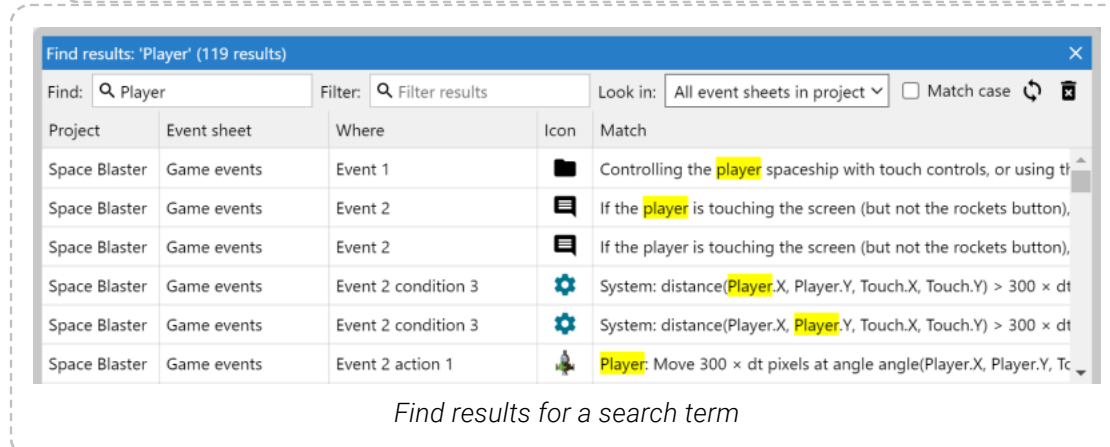 Find results: 'Player' (119 results)
Find: Player Filter: Filter results Look in: All event sheets in project Match case
Project Event sheet Where Icon Match
Space Blaster Game events Event 1 Controlling the player spaceship with touch controls, or using th
Space Blaster Game events Event 2 If the player is touching the screen (but not the rockets button),
Space Blaster Game events Event 2 If the player is touching the screen (but not the rockets button),
Space Blaster Game events Event 2 condition 3 System: distance(Player.X, Player.Y, Touch.X, Touch.Y) > 300 × dt
Space Blaster Game events Event 2 condition 3 System: distance(Player.X, Player.Y, Touch.X, Touch.Y) > 300 × dt
Space Blaster Game events Event 2 action 1 Player: Move 300 × dt pixels at angle angle(Player.X, Player.Y, To
Find results for a search term